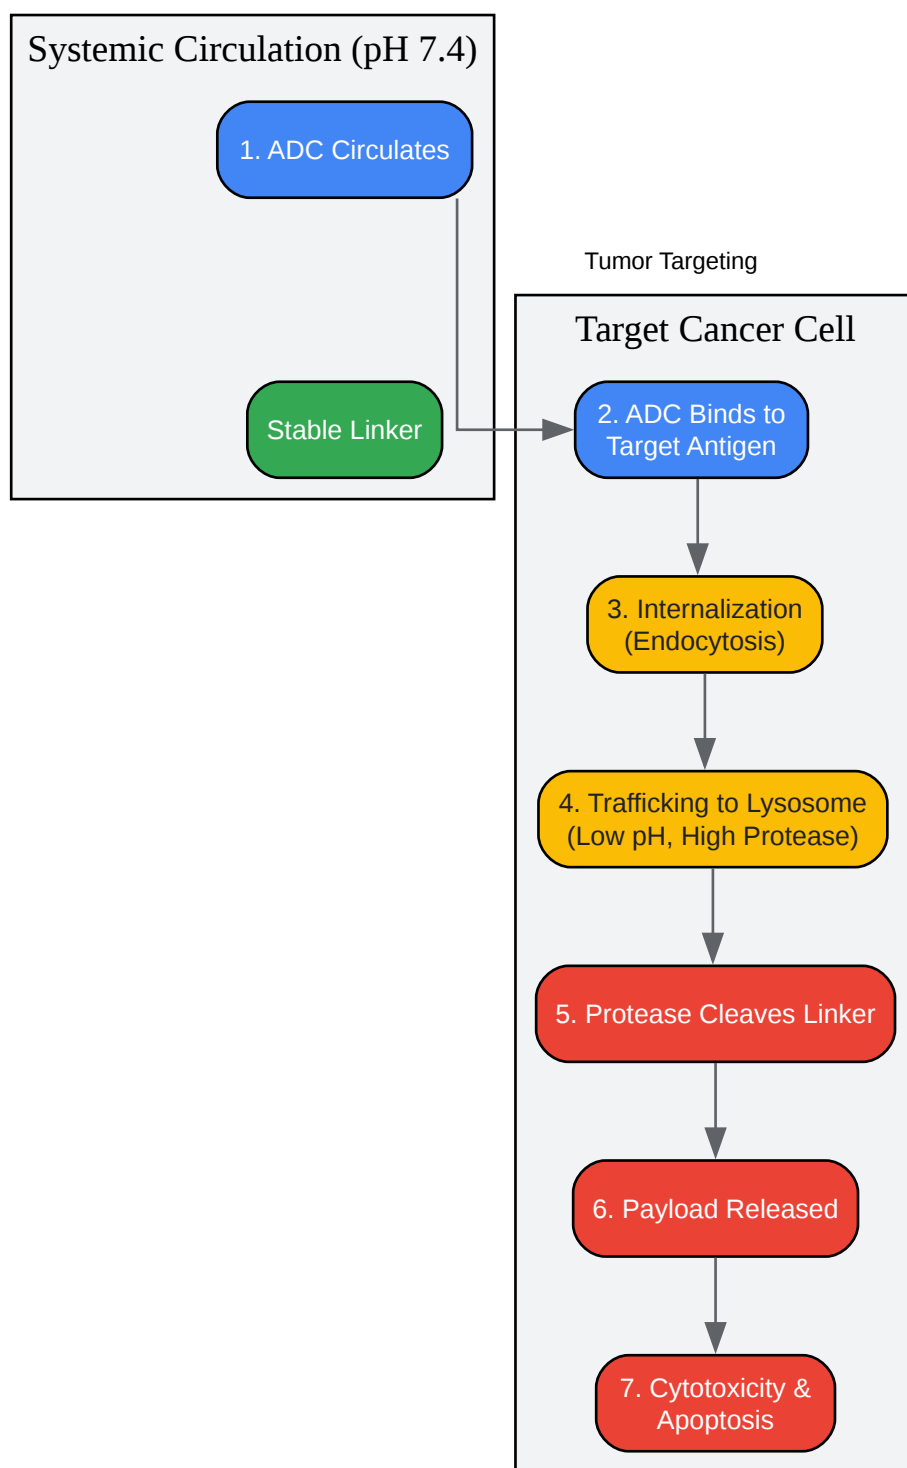 Systemic Circulation (pH 7.4)
1. ADC Circulates
Stable Linker
Tumor Targeting
Target Cancer Cell
2. ADC Binds to
Target Antigen
3. Internalization
(Endocytosis)
4. Trafficking to Lysosome
(Low pH, High Protease)
5. Protease Cleaves Linker
6. Payload Released
7. Cytotoxicity &
Apoptosis